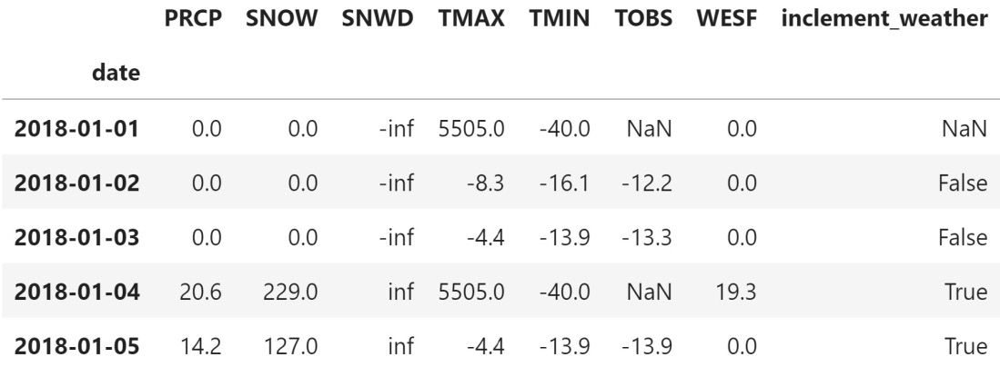 PRCP SNOW SNWD TMAX TMIN TOBS WESF inclement_weather
date
2018-01-01 0.0 0.0 -inf 5505.0 -40.0 NaN 0.0 NaN
2018-01-02 0.0 0.0 -inf -8.3 -16.1 -12.2 0.0 False
2018-01-03 0.0 0.0 -inf -4.4 -13.9 -13.3 0.0 False
2018-01-04 20.6 229.0 inf 5505.0 -40.0 NaN 19.3 True
2018-01-05 14.2 127.0 inf -4.4 -13.9 -13.9 0.0 True